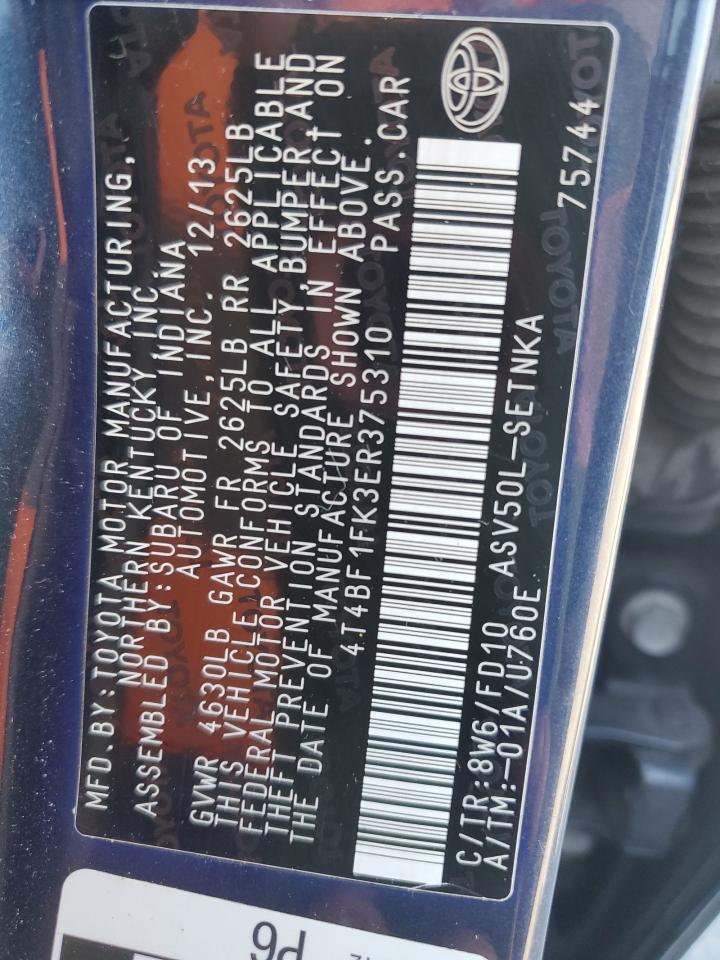 MFD.BY:TOYOTA MOTOR MANUFACTURING,
NORTHERN KENTUCKY,INC.
ASSEMBLED BY:SUBARU OF INDIANA
AUTOMOTIVE,INC. 12/13
GVWR 4630LB GAWR FR 2625LB RR 2625LB
THIS VEHICLE CONFORMS TO ALL APPLICABLE
FEDERAL MOTOR VEHICLE SAFETY,BUMPER,AND
THEFT PREVENTION STANDARDS IN EFFECT ON
THE DATE OF MANUFACTURE SHOWN ABOVE.
4T4BF1FK3ER375310 PASS.CAR
C/TR:8W6/FD10 ASV50L-SETNKA
A/TM:-01A/U760E 75744
P6